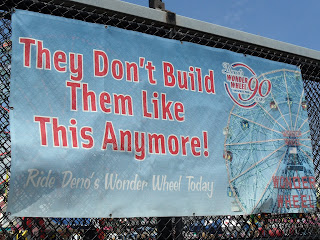 They Don't Build
Them Like
This Anymore!
Ride Deno's Wonder Wheel Today
WONDER
WHEEL
90
WONDER
WHEEL